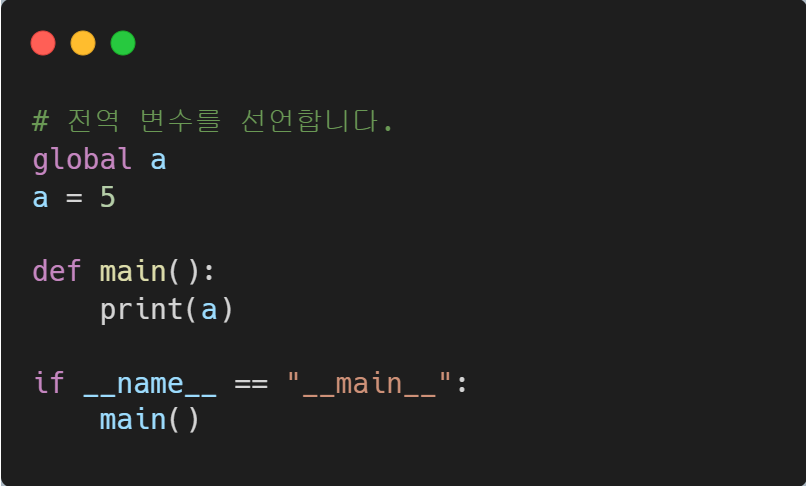 # 전역 변수를 선언합니다.
global a
a = 5
def main():
    print(a)
if __name__ == "__main__":
    main()